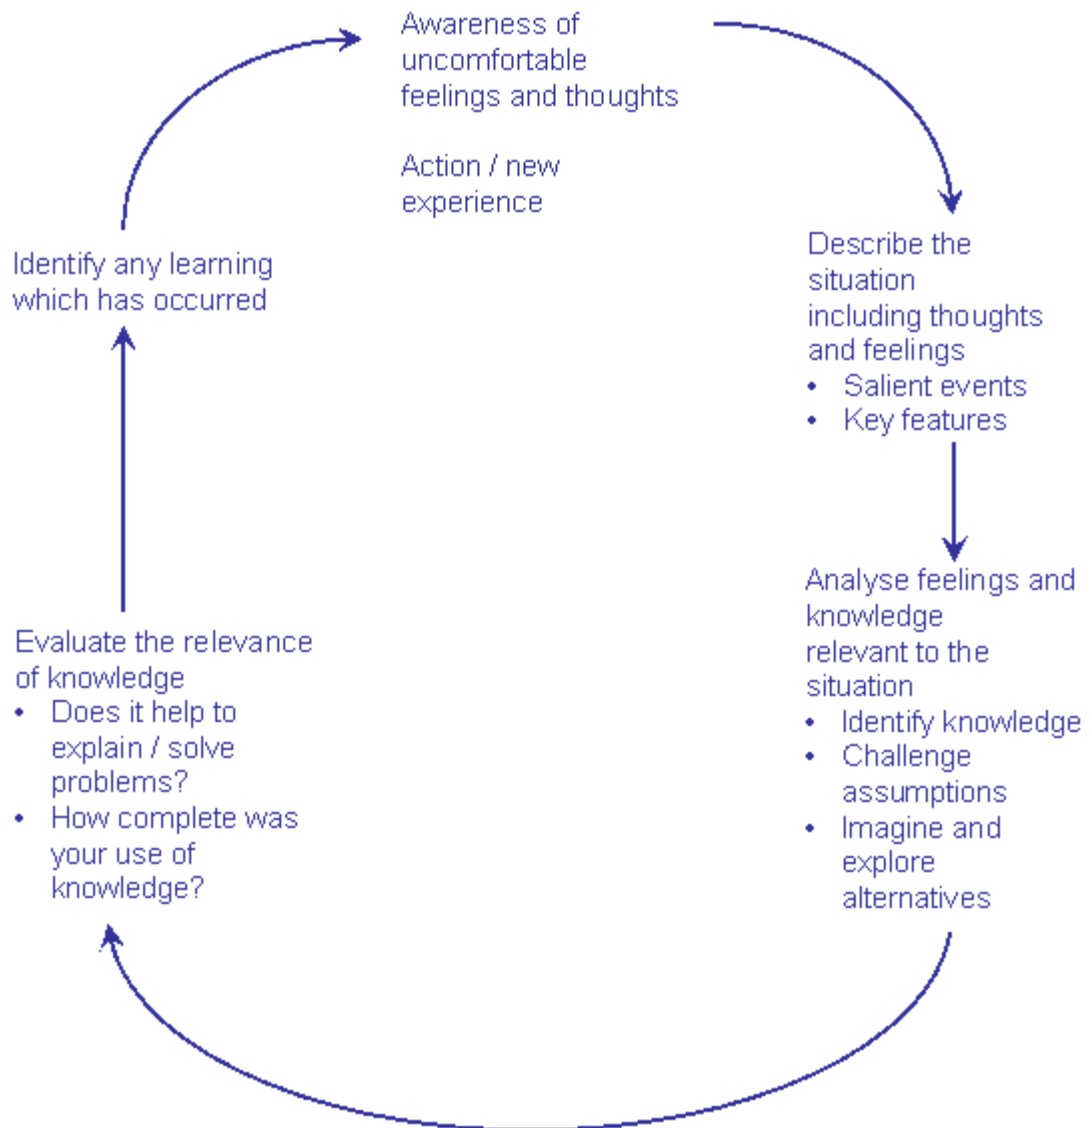 Awareness of
uncomfortable
feelings and thoughts
Action / new
experience
Describe the
situation
including thoughts
and feelings
• Salient events
• Key features
Analyse feelings and
knowledge
relevant to the
situation
• Identify knowledge
• Challenge
assumptions
• Imagine and
explore
alternatives
Evaluate the relevance
of knowledge
• Does it help to
explain / solve
problems?
• How complete was
your use of
knowledge?
Identify any learning
which has occurred